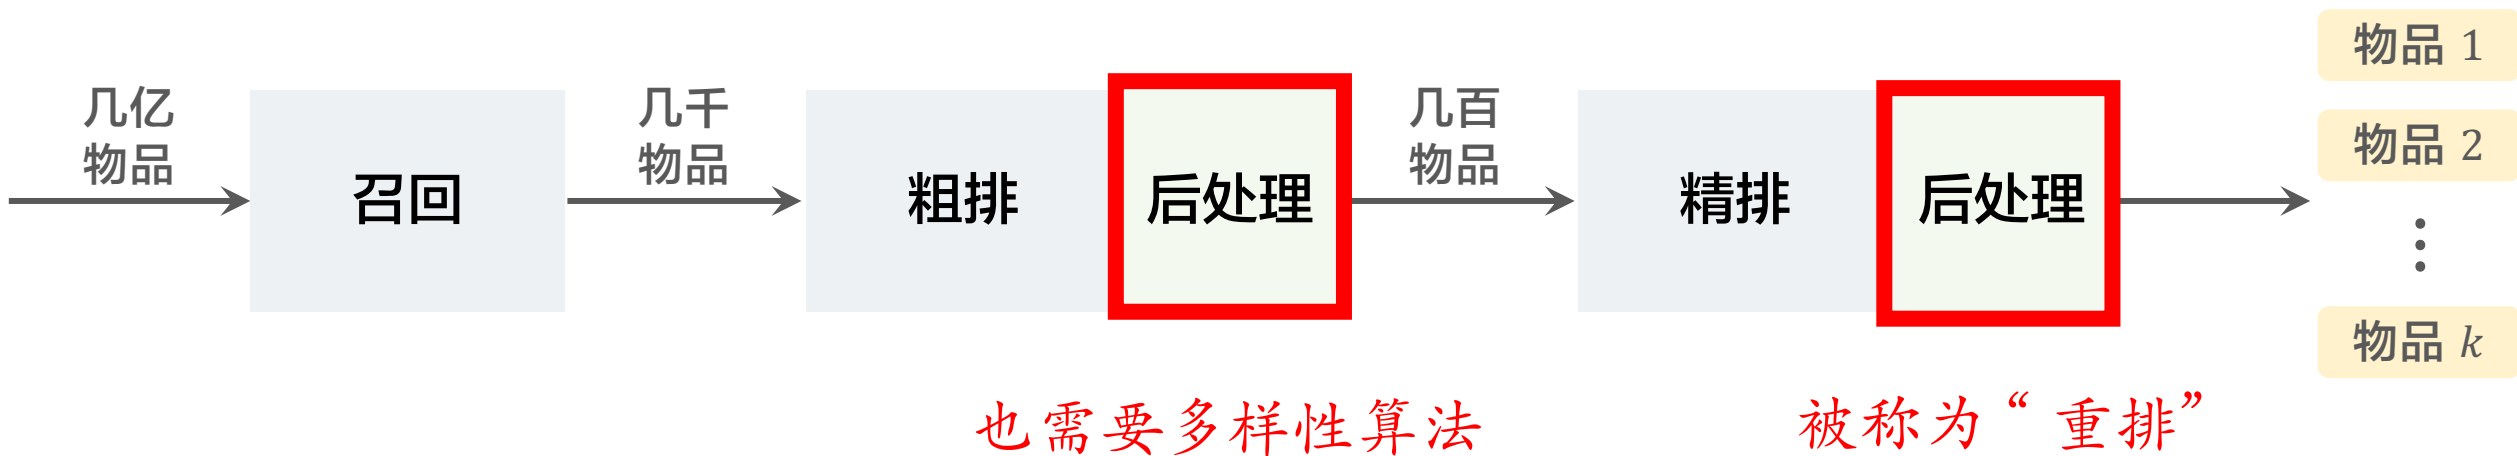 几亿
物品
召回
几千
物品
粗排
后处理
几百
物品
精排
后处理
物品 1
物品 2
⋮
物品 k
也需要多样性算法
被称为“重排”